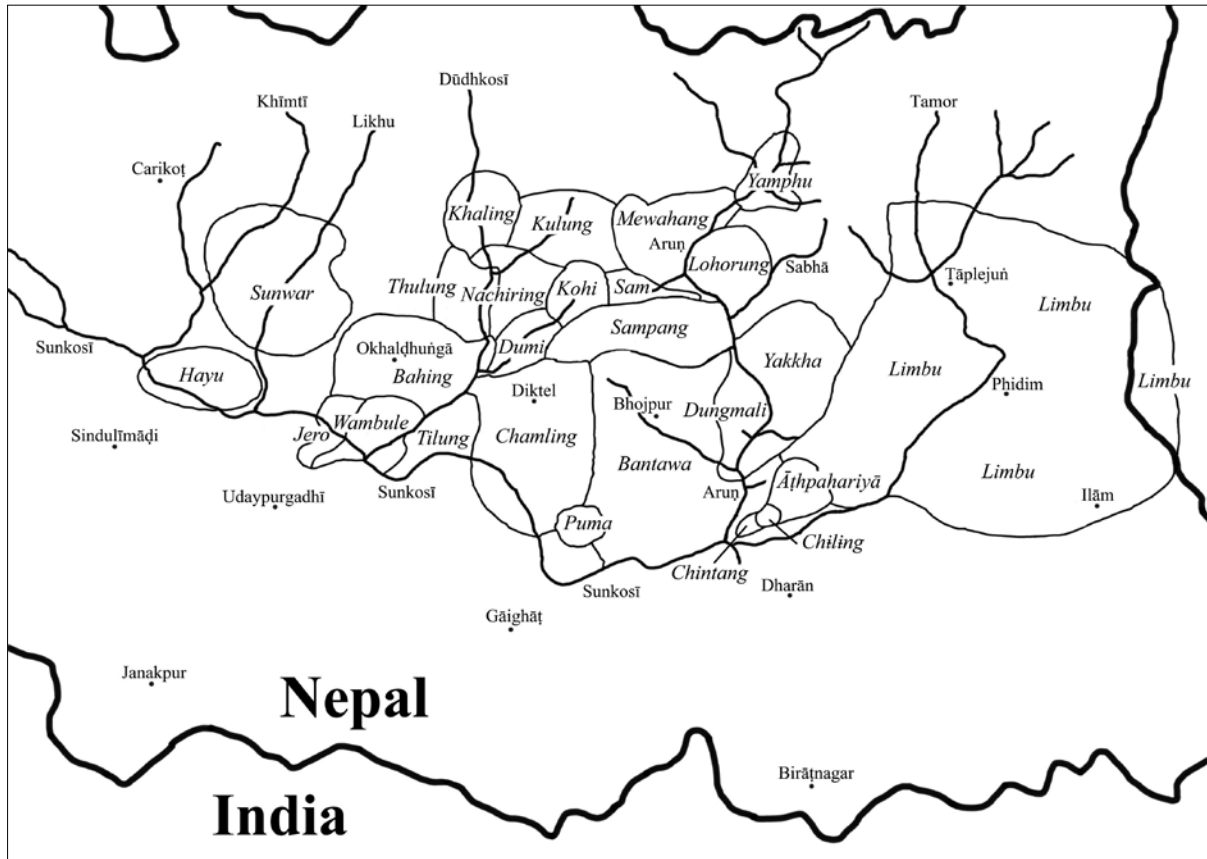 Dūdhkosī
Khīmtī
Tamor
Likhu
Carikoṭ
Yamphu
Khaling
Kulung
Mewahang
Aruṇ
Lohorung
Sabhā
Tāplejuṅ
Thulung
Nachiring
Kohi
Sam
Sunwar
Limbu
Sampang
Sunkosī
Okhalḍhuṅgā
Dumi
Yakkha
Hayu
Bahing
Limbu
Limbu
Diktel
Phidim
Bhojpur
Dungmali
Wambule
Jero
Tilung
Chamling
Sindulīmāḍi
Bantawa
Limbu
Āṭhpahariyā
Sunkosī
Aruṇ
Udaypurgadhī
Ilām
Puma
Chɨlɨng
Chintang
Sunkosī
Dharān
Gāighāṭ
Janakpur
Nepal
Birāṭnagar
India